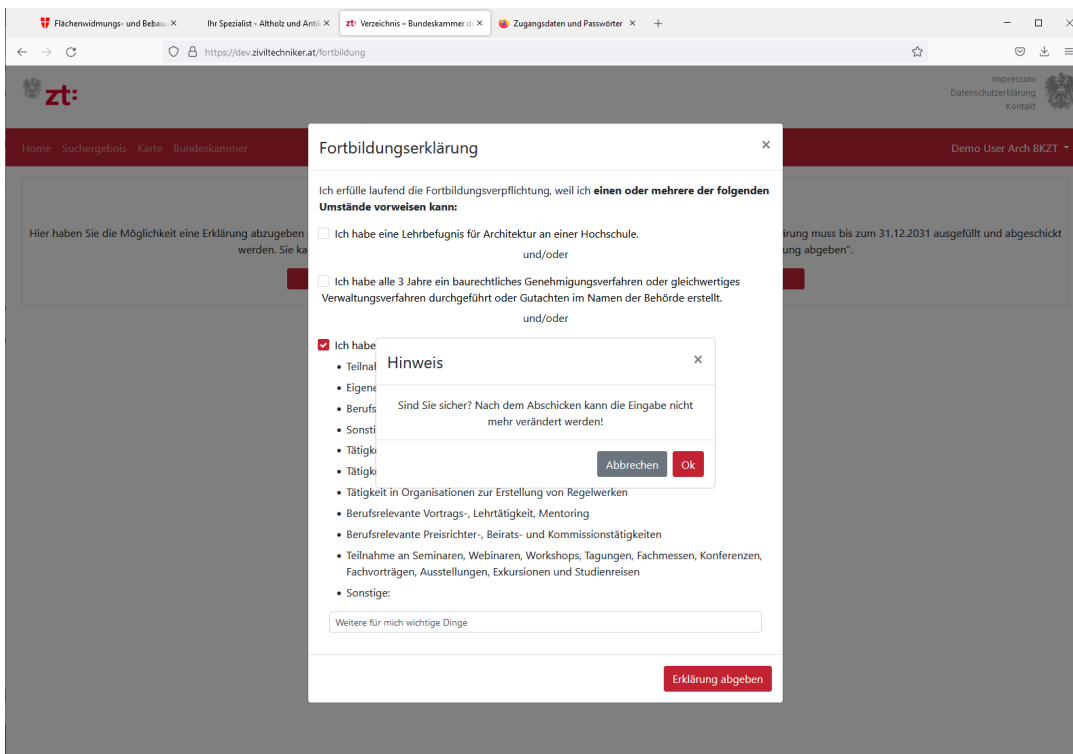 Flächenwidmungs- und Bebau
Ihr Spezialist - Altholz und Anti
zt: Verzeichnis – Bundeskammer d
Zugangsdaten und Passwörter
https://dev.ziviltechniker.at/fortbildung
zt:
Impressum
Datenschutzerklärung
Kontakt
Home Suchergebnis Karte Bundeskammer
Demo User Arch BKZT
Hier haben Sie die Möglichkeit eine Erklärung abzugeben
werden. Sie ka
rung muss bis zum 31.12.2031 ausgefüllt und abgeschickt
ung abgeben".
Fortbildungserklärung
Ich erfülle laufend die Fortbildungsverpflichtung, weil ich einen oder mehrere der folgenden
Umstände vorweisen kann:
Ich habe eine Lehrbefugnis für Architektur an einer Hochschule.
und/oder
Ich habe alle 3 Jahre ein baurechtliches Genehmigungsverfahren oder gleichwertiges
Verwaltungsverfahren durchgeführt oder Gutachten im Namen der Behörde erstellt.
und/oder
Ich habe
• Teilna
• Eigene
• Berufs
• Sonsti
• Tätigk
• Tätigk
Hinweis
Sind Sie sicher? Nach dem Abschicken kann die Eingabe nicht
mehr verändert werden!
Abbrechen Ok
• Tätigkeit in Organisationen zur Erstellung von Regelwerken
• Berufsrelevante Vortrags-, Lehrtätigkeit, Mentoring
• Berufsrelevante Preisrichter-, Beirats- und Kommissionstätigkeiten
• Teilnahme an Seminaren, Webinaren, Workshops, Tagungen, Fachmessen, Konferenzen,
Fachvorträgen, Ausstellungen, Exkursionen und Studienreisen
• Sonstige:
Weitere für mich wichtige Dinge
Erklärung abgeben